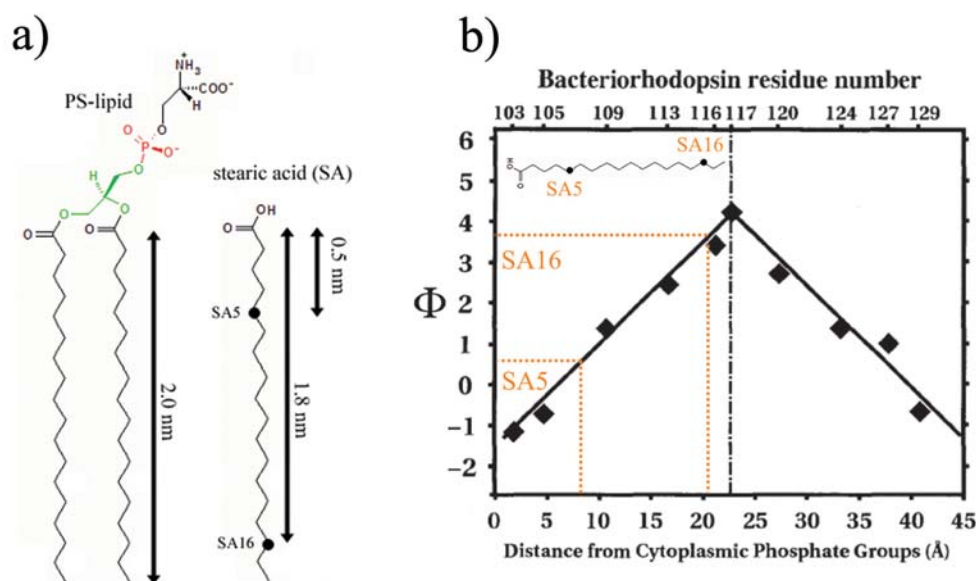 a)
PS-lipid
NH₃
+
COO⁻
H
O
O
P
O⁻
O
H
O
O
O
O
stearic acid (SA)
O
OH
SA5
0.5 nm
2.0 nm
1.8 nm
SA16
b)
Bacteriorhodopsin residue number
103 105 109 113 116 117 120 124 127 129
6
5
4
3
2
1
0
−1
−2
Φ
HO
O
SA5
SA16
SA16
SA5
0 5 10 15 20 25 30 35 40 45
Distance from Cytoplasmic Phosphate Groups (Å)